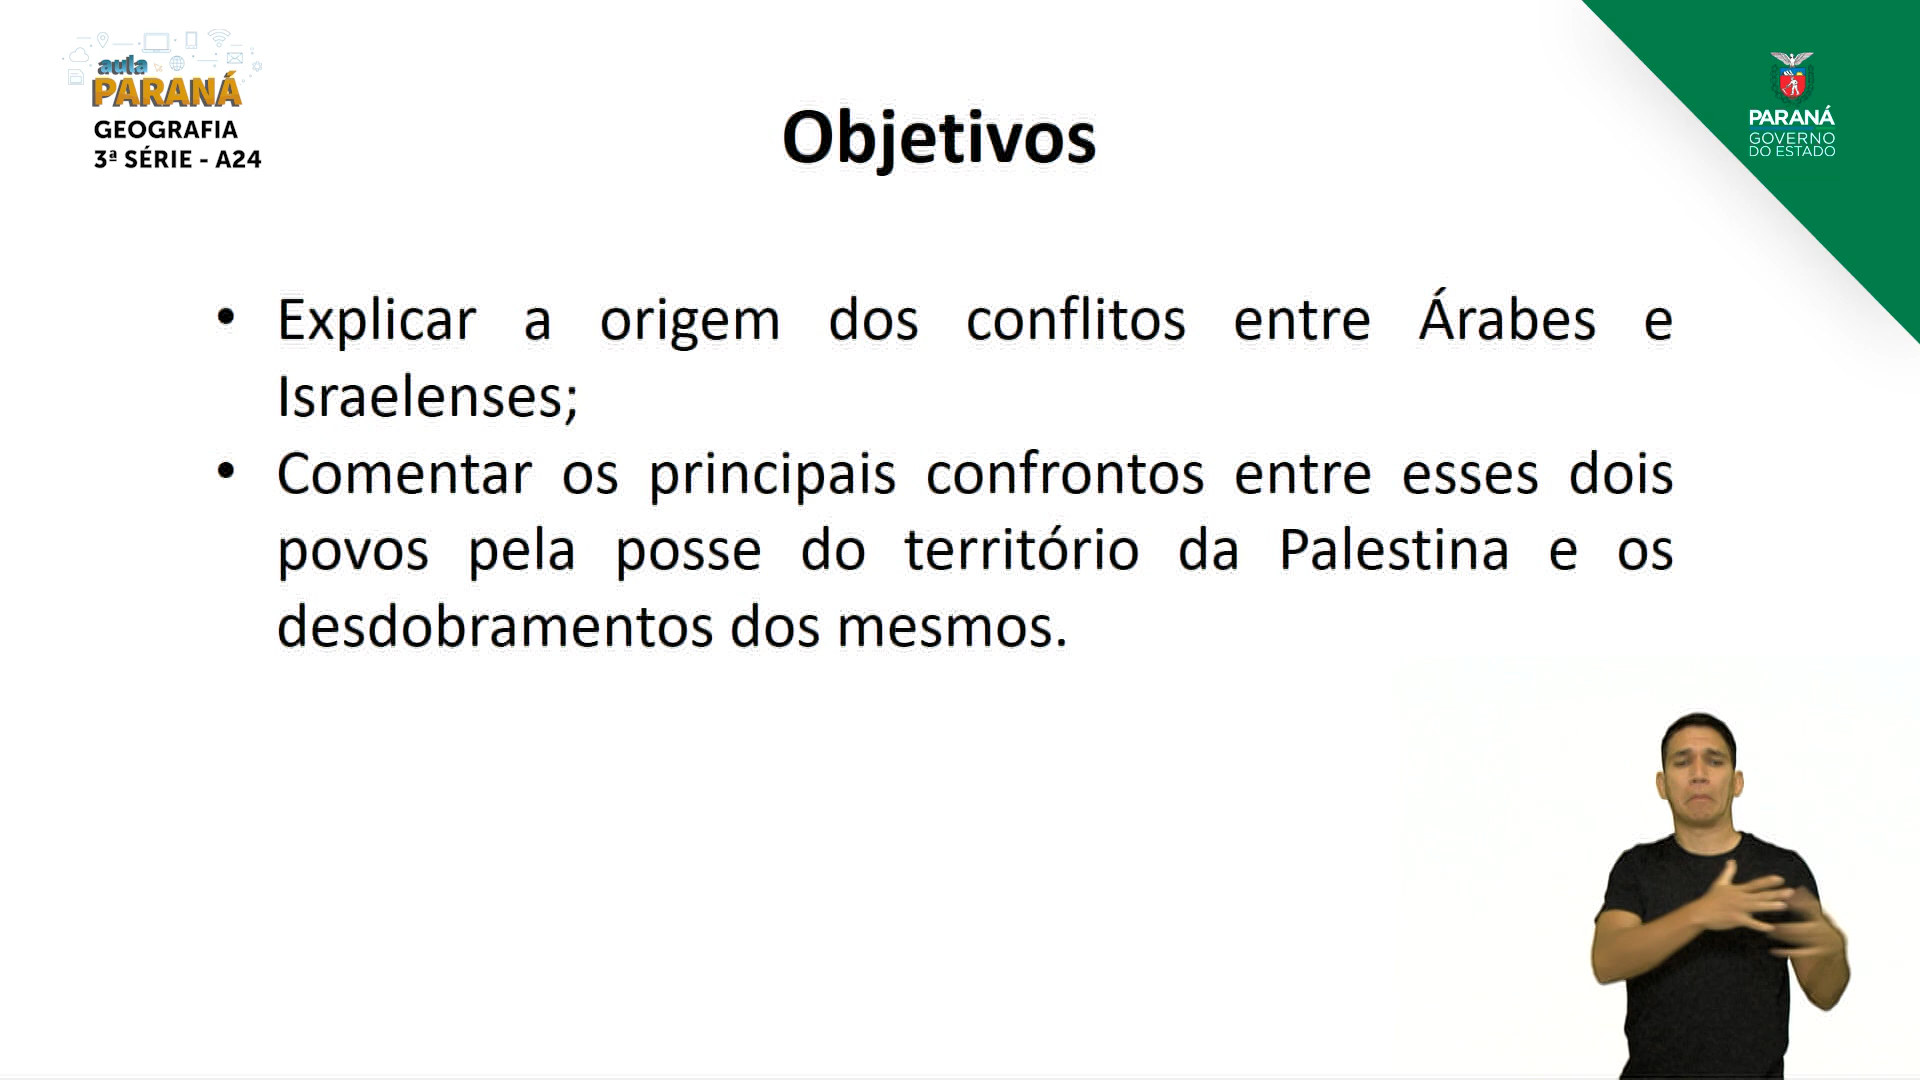 aula
PARANÁ
GEOGRAFIA
3ª SÉRIE - A24
Objetivos
PARANÁ
GOVERNO
DO ESTADO
• Explicar a origem dos conflitos entre Árabes e
Israelenses;
• Comentar os principais confrontos entre esses dois
povos pela posse do território da Palestina e os
desdobramentos dos mesmos.